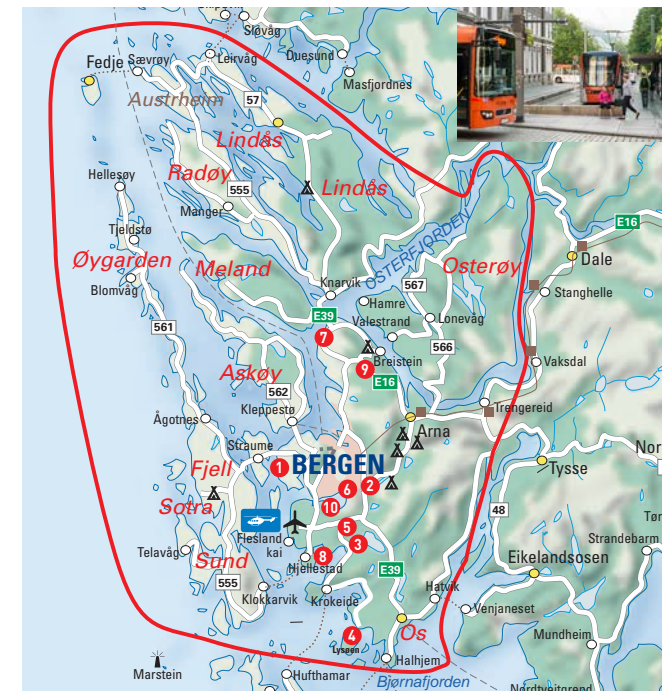 Sløvåg
Fedje
Sævrøy
Leirvåg
Duesund
Masfjordnes
Austrheim
57
Lindås
Radøy
555
Lindås
Hellesøy
Manger
Tjeldstø
OSTERFJORDEN
E16
Øygarden
Meland
Osterøy
Dale
Blomvåg
Knarvik
567
Stanghelle
Hamre
E39
Valestrand
Lonevåg
561
7
566
Breistein
Vaksdal
Askøy
9
E16
562
Kleppestø
Trengereid
Ågotnes
Arna
Straume
Nor
Fjell
1
BERGEN
Tysse
6
2
Sotra
10
48
Tør
5
Flesland
kai
3
Strandebarm
Telavåg
Sund
8
Hjellestad
Eikelandsosen
555
E39
Klokkarvik
Krokeide
Hatvik
Venjaneset
4
Os
Mundheim
Lysøen
Halhjem
Marstein
Hufthamar
Bjørnafjorden